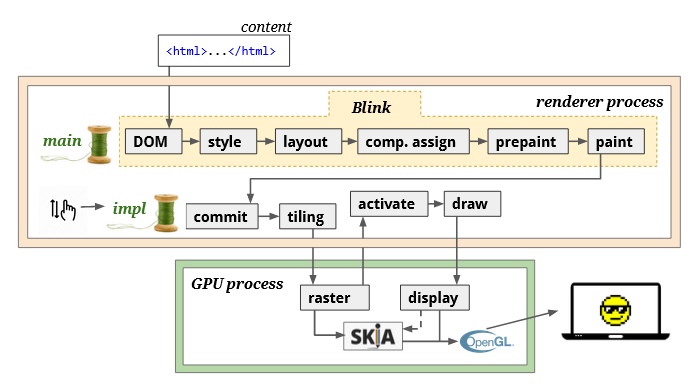 content
<html>...</html>
Blink
renderer process
main
DOM
style
layout
comp. assign
prepaint
paint
impl
commit
tiling
activate
draw
GPU process
raster
display
SKiA
OpenGL.